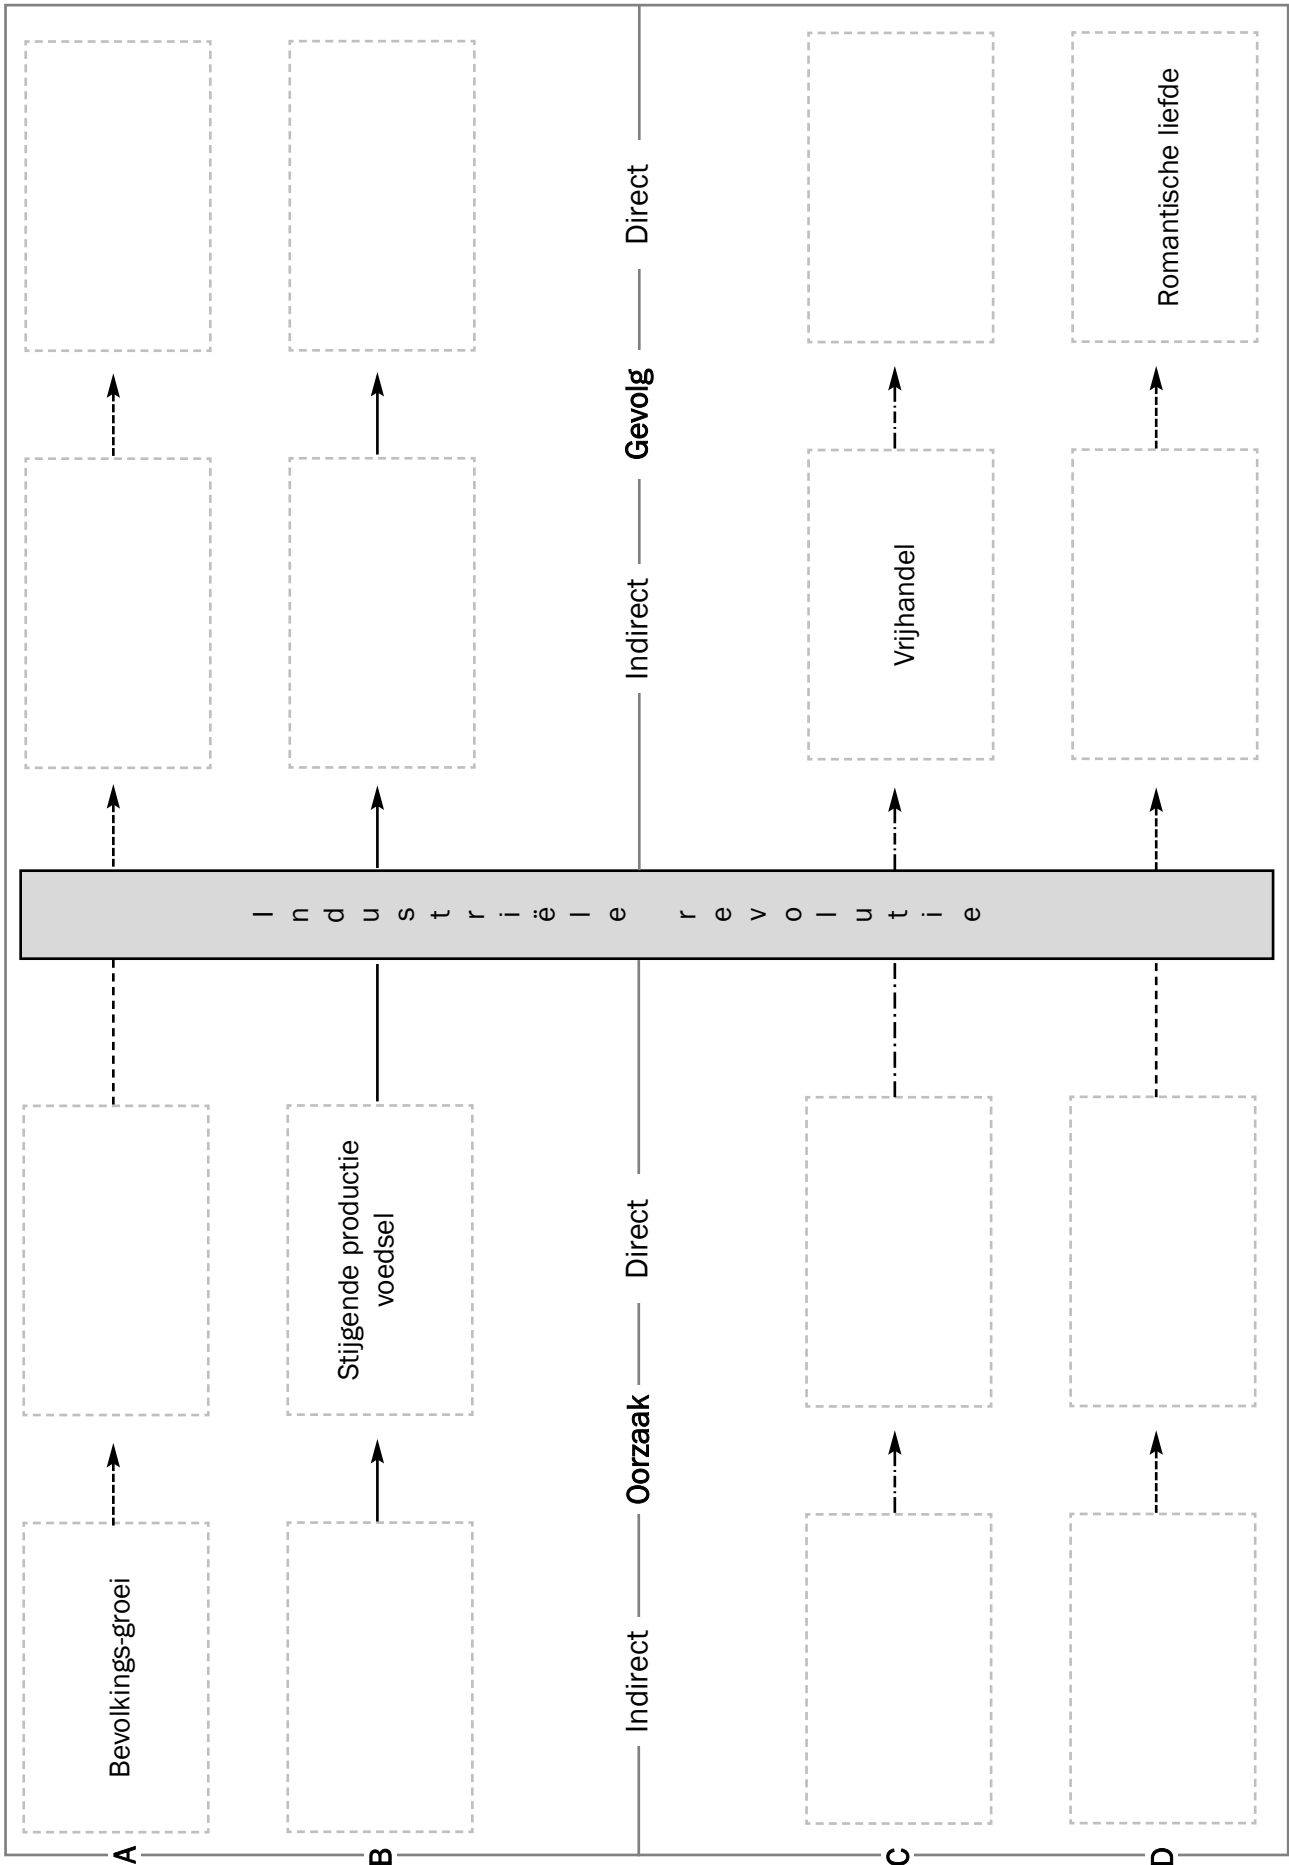 A
Bevolkings-groei
B
Stijgende productie
voedsel
Indirect
Oorzaak
Direct
Industriële revolutie
Indirect
Gevolg
Direct
C
Vrijhandel
D
Romantische liefde